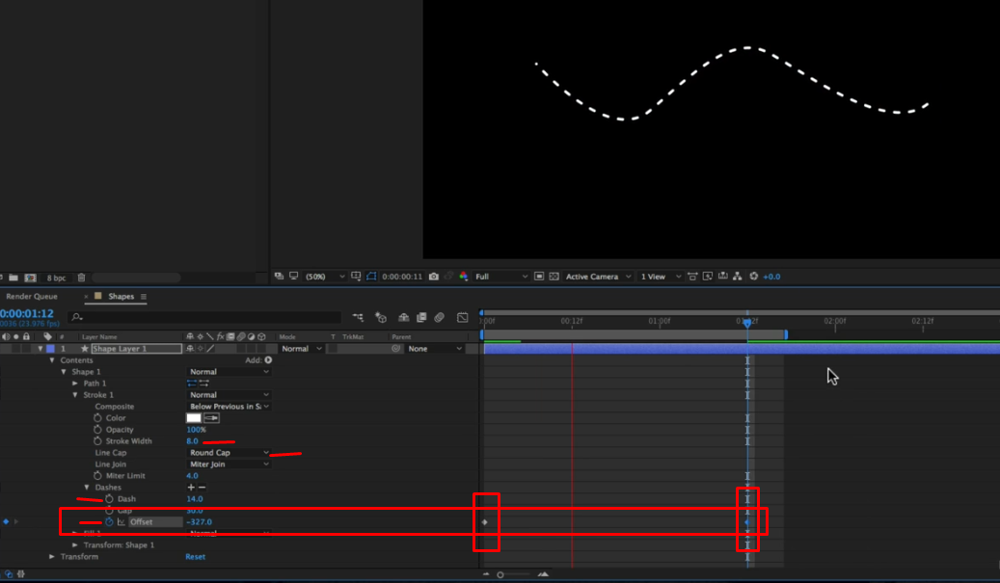 8 bpc
(50%) 0:00:00:11 Full Active Camera 1 View +0.0
Render Queue Shapes
0:00:01:12
0036 (23.976 fps)
:00f 00:12f 01:00f 02:00f 02:12f
# Layer Name Mode T TrkMat Parent
1 Shape Layer 1 Normal None
Contents Add:
Shape 1 Normal
Path 1
Stroke 1 Normal
Composite Below Previous in Sa
Color
Opacity 100%
Stroke Width 8.0
Line Cap Round Cap
Line Join Miter Join
Miter Limit 4.0
Dashes + −
Dash 14.0
Gap
Offset -327.0
Fill 1 Normal
Transform: Shape 1
Transform Reset